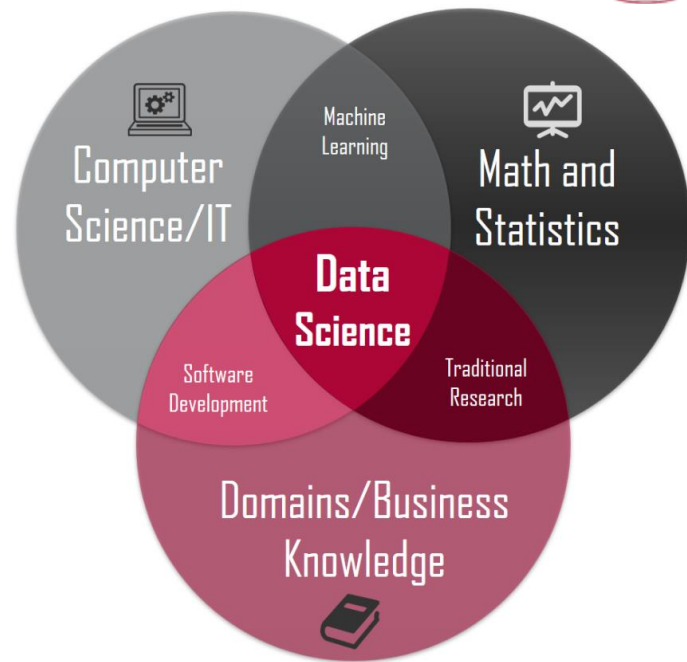 Machine
Learning
Computer
Science/IT
Math and
Statistics
Data
Science
Software
Development
Traditional
Research
Domains/Business
Knowledge